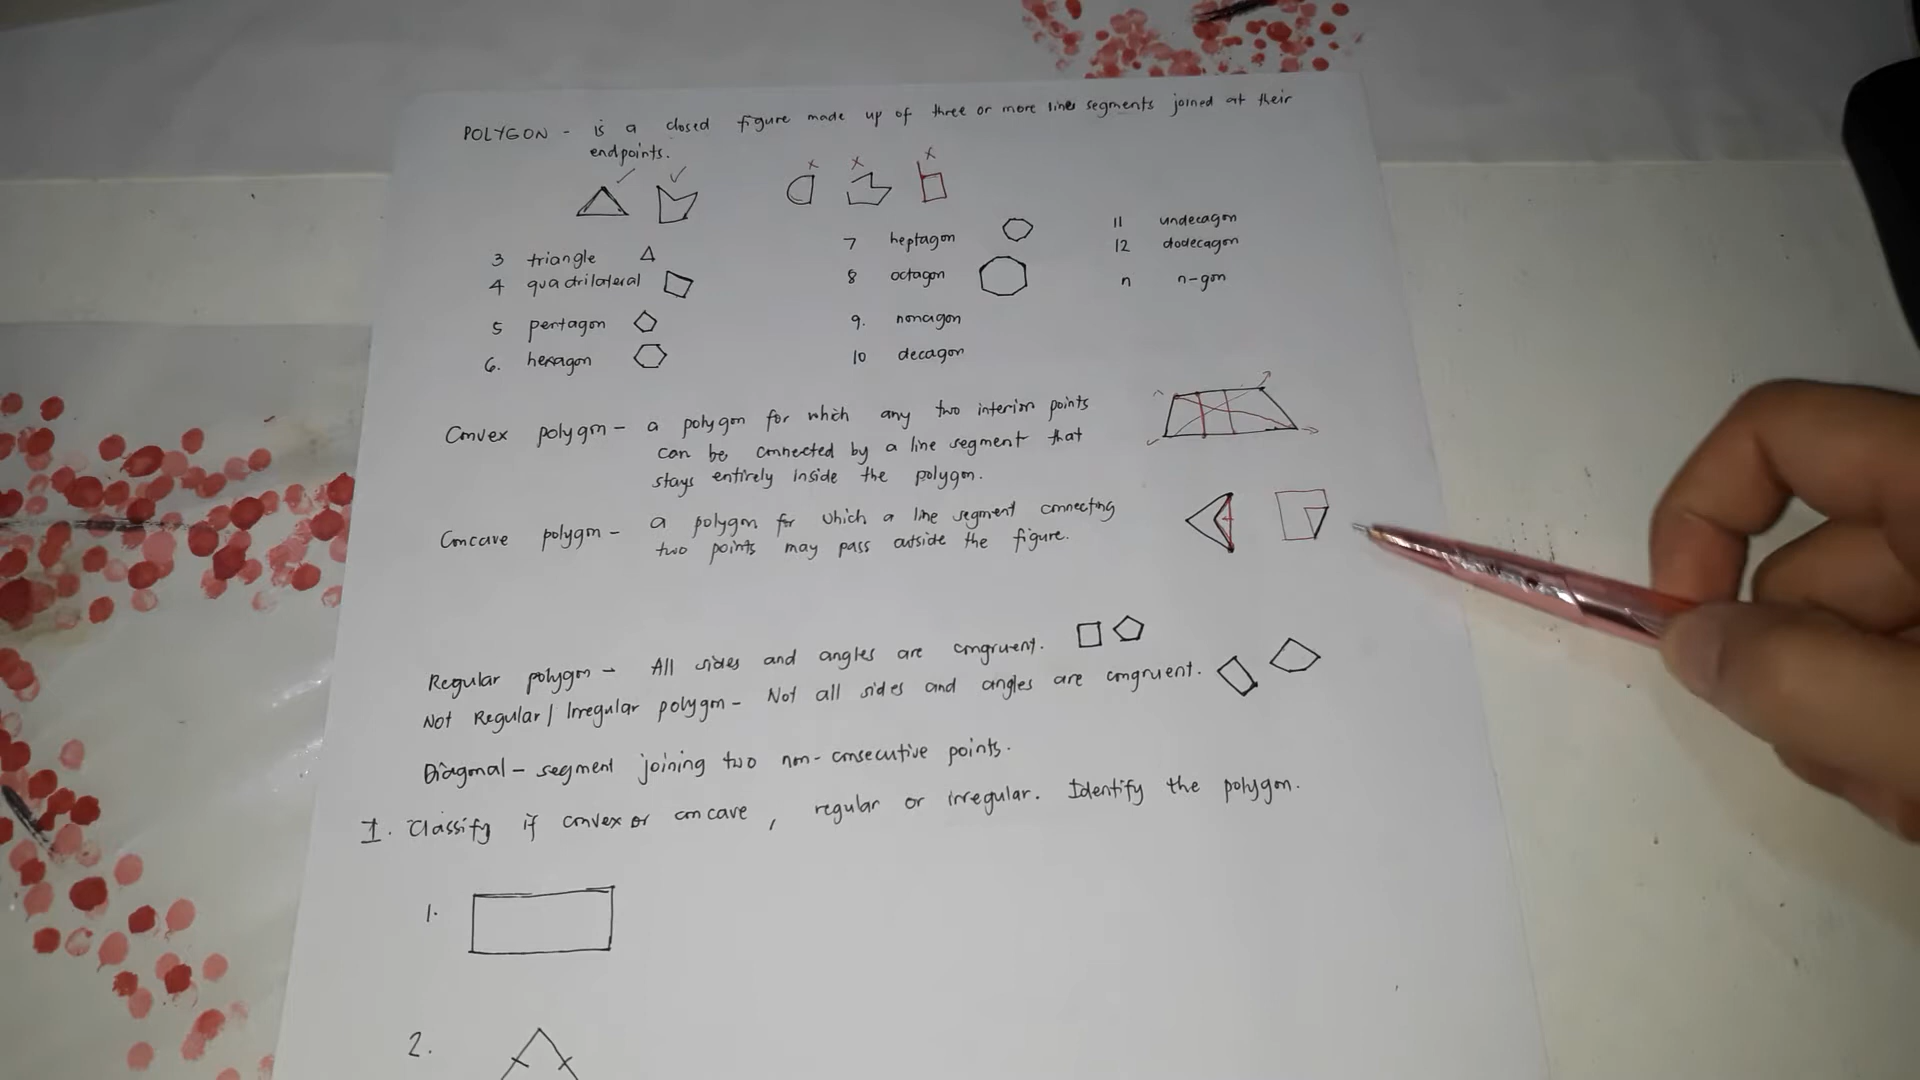 POLYGON - is a closed figure made up of three or more line segments joined at their
endpoints.
3 triangle
4 quadrilateral
5 pentagon
6. hexagon
7 heptagon
8 octagon
9. nonagon
10 decagon
11 undecagon
12 dodecagon
n n-gon
Convex polygon - a polygon for which any two interior points
can be connected by a line segment that
stays entirely inside the polygon.
Concave polygon - a polygon for which a line segment connecting
two points may pass outside the figure.
Regular polygon - All sides and angles are congruent.
Not Regular / Irregular polygon - Not all sides and angles are congruent.
Diagonal - segment joining two non-consecutive points.
I. Classify if convex or concave, regular or irregular. Identify the polygon.
1.
2.